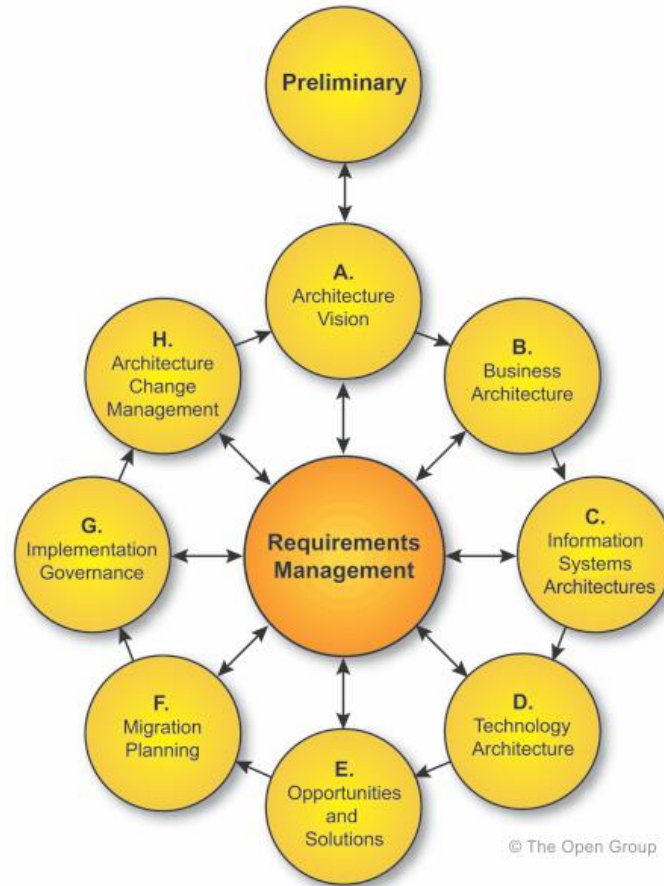 Preliminary
A.
Architecture
Vision
B.
Business
Architecture
C.
Information
Systems
Architectures
D.
Technology
Architecture
E.
Opportunities
and
Solutions
F.
Migration
Planning
G.
Implementation
Governance
H.
Architecture
Change
Management
Requirements
Management
© The Open Group